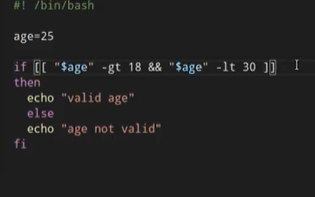 #! /bin/bash
age=25
if [[ "$age" -gt 18 && "$age" -lt 30 ]]
then
echo "valid age"
else
echo "age not valid"
fi